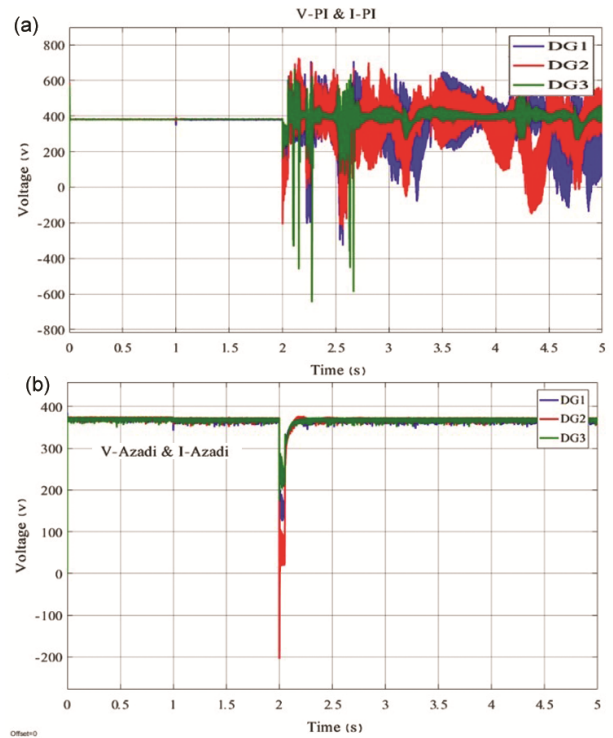 (a)
V-PI & I-PI
DG1
DG2
DG3
800
600
400
200
0
-200
-400
-600
-800
Voltage (v)
0 0.5 1 1.5 2 2.5 3 3.5 4 4.5 5
Time (s)
(b)
DG1
DG2
DG3
V-Azadi & I-Azadi
400
300
200
100
0
-100
-200
Voltage (v)
0 0.5 1 1.5 2 2.5 3 3.5 4 4.5 5
Time (s)
Offset=0